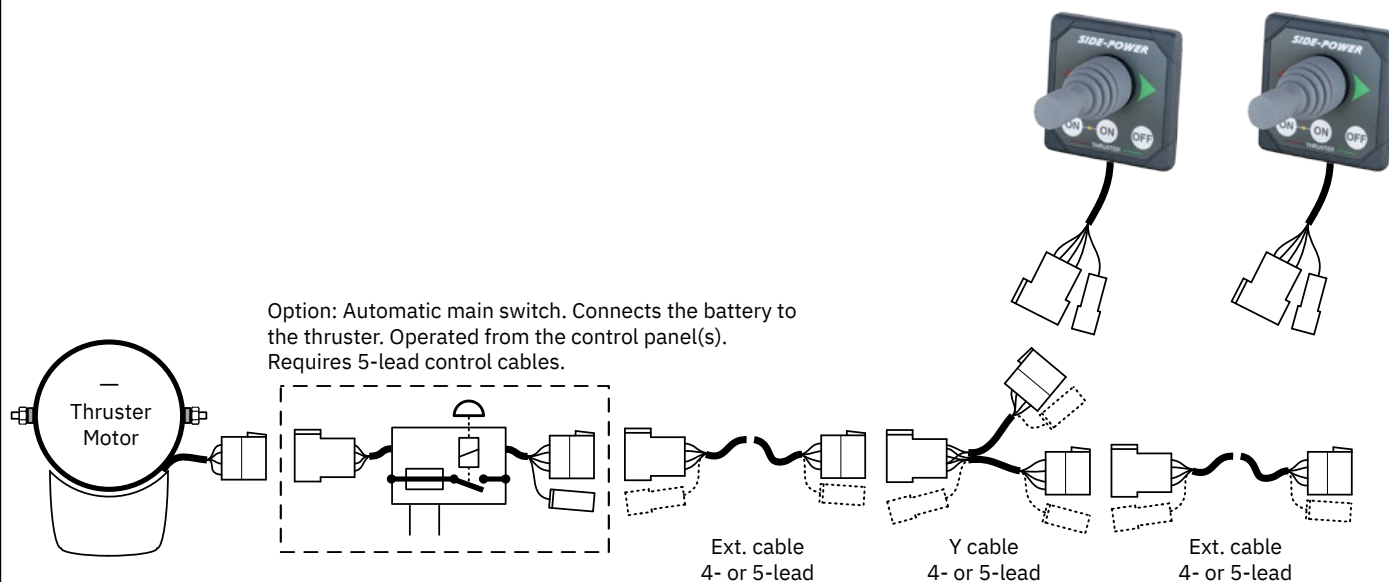 SIDE-POWER
ON ON OFF
THRUSTER
SIDE-POWER
ON ON OFF
THRUSTER
Option: Automatic main switch. Connects the battery to
the thruster. Operated from the control panel(s).
Requires 5-lead control cables.
—
Thruster
Motor
Ext. cable
4- or 5-lead
Y cable
4- or 5-lead
Ext. cable
4- or 5-lead